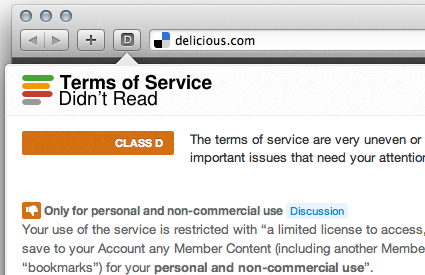 D
delicious.com
Terms of Service
Didn't Read
CLASS D
The terms of service are very uneven or
important issues that need your attention
Only for personal and non-commercial use Discussion
Your use of the service is restricted with “a limited license to access,
save to your Account any Member Content (including another Membe
“bookmarks”) for your personal and non-commercial use”.